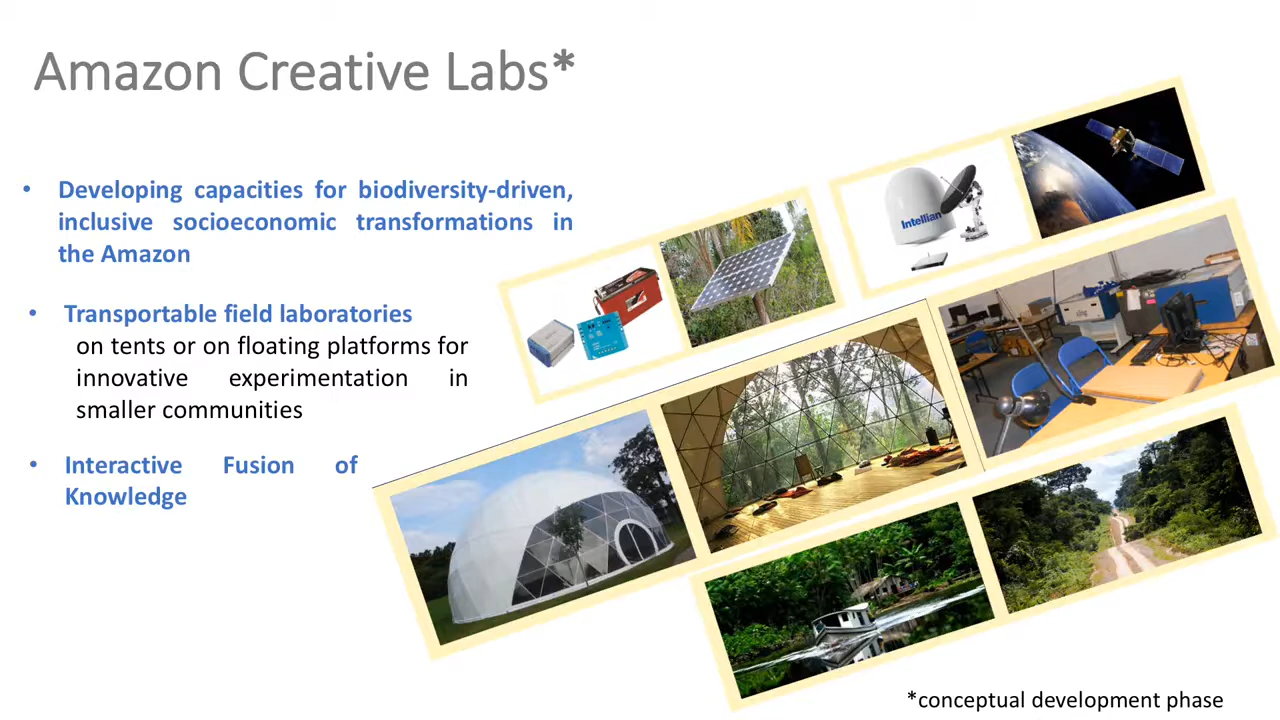 Amazon Creative Labs*
• Developing capacities for biodiversity-driven,
inclusive socioeconomic transformations in
the Amazon
• Transportable field laboratories
on tents or on floating platforms for
innovative experimentation in
smaller communities
• Interactive Fusion of
Knowledge
Intellian
*conceptual development phase